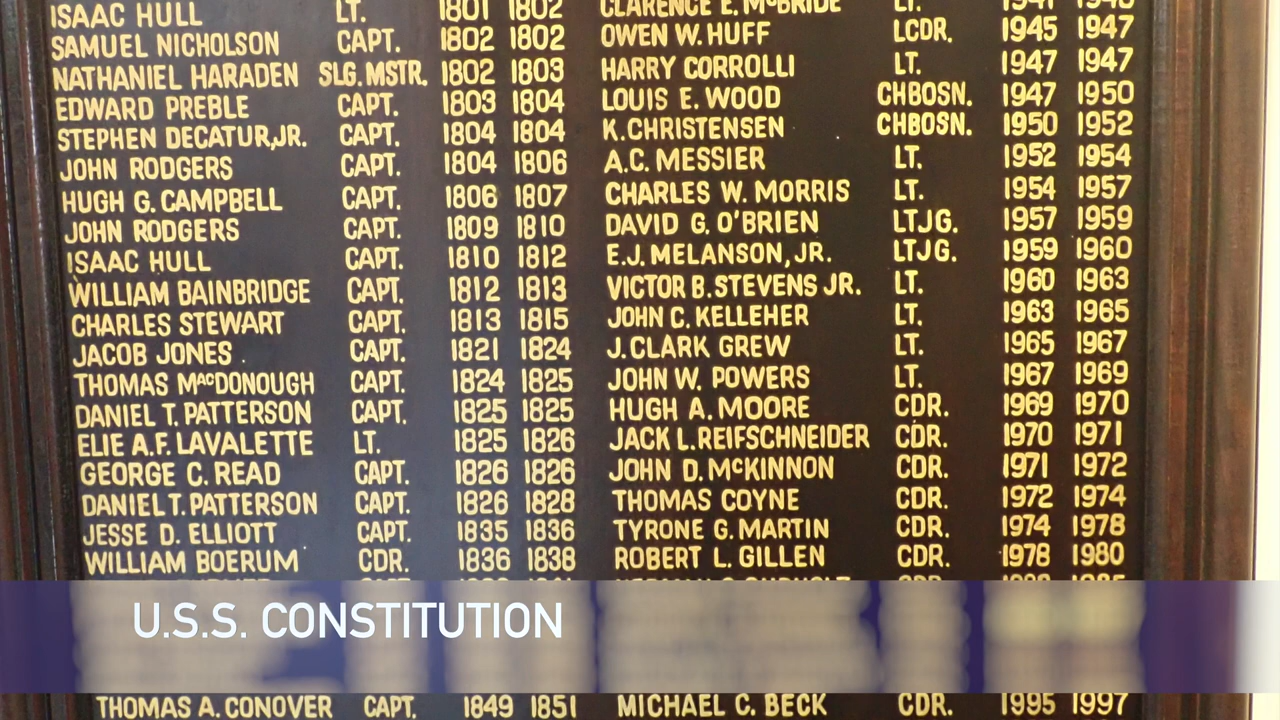 ISAAC HULL LT. 1801 1802
SAMUEL NICHOLSON CAPT. 1802 1802
NATHANIEL HARADEN SLG. MSTR. 1802 1803
EDWARD PREBLE CAPT. 1803 1804
STEPHEN DECATUR, JR. CAPT. 1804 1804
JOHN RODGERS CAPT. 1804 1806
HUGH G. CAMPBELL CAPT. 1806 1807
JOHN RODGERS CAPT. 1809 1810
ISAAC HULL CAPT. 1810 1812
WILLIAM BAINBRIDGE CAPT. 1812 1813
CHARLES STEWART CAPT. 1813 1815
JACOB JONES CAPT. 1821 1824
THOMAS MACDONOUGH CAPT. 1824 1825
DANIEL T. PATTERSON CAPT. 1825 1825
ELIE A.F. LAVALETTE LT. 1825 1826
GEORGE C. READ CAPT. 1826 1826
DANIEL T. PATTERSON CAPT. 1826 1828
JESSE D. ELLIOTT CAPT. 1835 1836
WILLIAM BOERUM CDR. 1836 1838
THOMAS A. CONOVER CAPT. 1849 1851
CLARENCE E. McBRIDE LT.
OWEN W. HUFF LCDR. 1945 1947
HARRY CORROLLI LT. 1947 1947
LOUIS E. WOOD CHBOSN. 1947 1950
K. CHRISTENSEN CHBOSN. 1950 1952
A.C. MESSIER LT. 1952 1954
CHARLES W. MORRIS LT. 1954 1957
DAVID G. O'BRIEN LTJG. 1957 1959
E.J. MELANSON, JR. LTJG. 1959 1960
VICTOR B. STEVENS JR. LT. 1960 1963
JOHN C. KELLEHER LT. 1963 1965
J. CLARK GREW LT. 1965 1967
JOHN W. POWERS LT. 1967 1969
HUGH A. MOORE CDR. 1969 1970
JACK L. REIFSCHNEIDER CDR. 1970 1971
JOHN D. McKINNON CDR. 1971 1972
THOMAS COYNE CDR. 1972 1974
TYRONE G. MARTIN CDR. 1974 1978
ROBERT L. GILLEN CDR. 1978 1980
MICHAEL C. BECK CDR. 1995 1997
U.S.S. CONSTITUTION